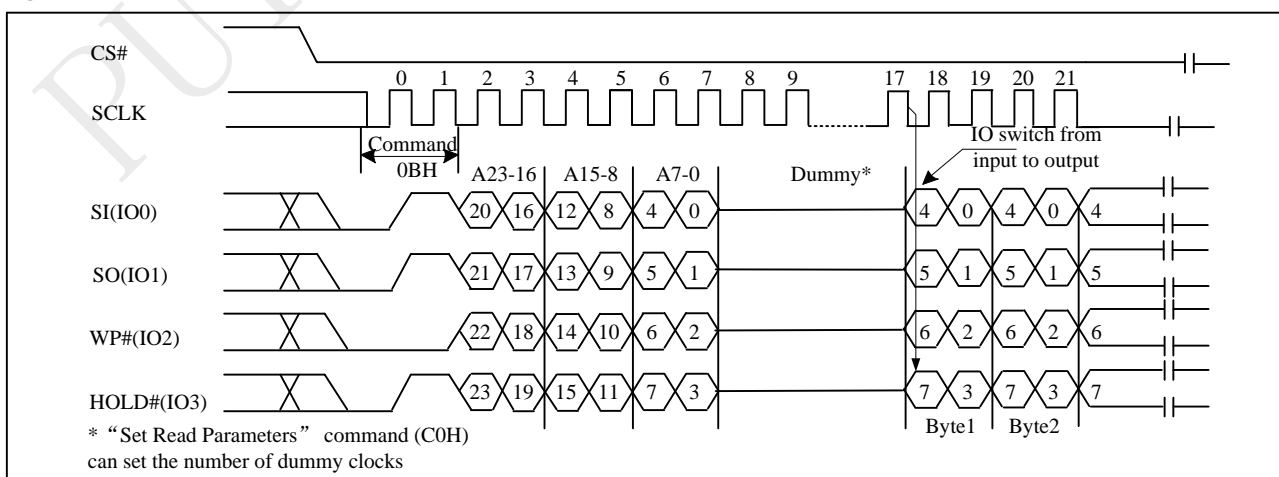 PU
CS#
0 1 2 3 4 5 6 7 8 9 17 18 19 20 21
SCLK
Command
0BH
IO switch from
input to output
A23-16 A15-8 A7-0 Dummy*
SI(IO0) 20 16 12 8 4 0 4 0 4 0 4
SO(IO1) 21 17 13 9 5 1 5 1 5 1 5
WP#(IO2) 22 18 14 10 6 2 6 2 6 2 6
HOLD#(IO3) 23 19 15 11 7 3 7 3 7 3 7
Byte1 Byte2
* “Set Read Parameters” command (C0H)
can set the number of dummy clocks